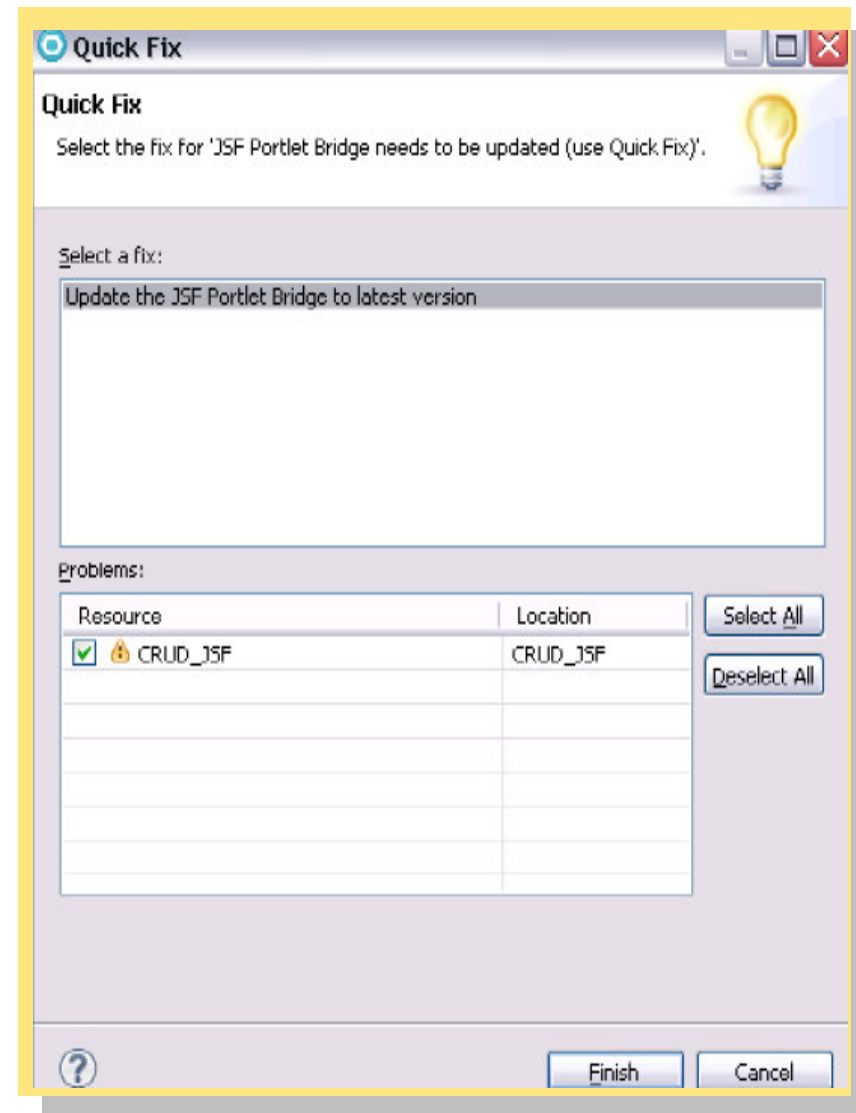 Quick Fix
Quick Fix
Select the fix for 'JSF Portlet Bridge needs to be updated (use Quick Fix)'.
Select a fix:
Update the JSF Portlet Bridge to latest version
Problems:
Resource Location Select All
CRUD_JSF CRUD_JSF
Deselect All
? Finish Cancel